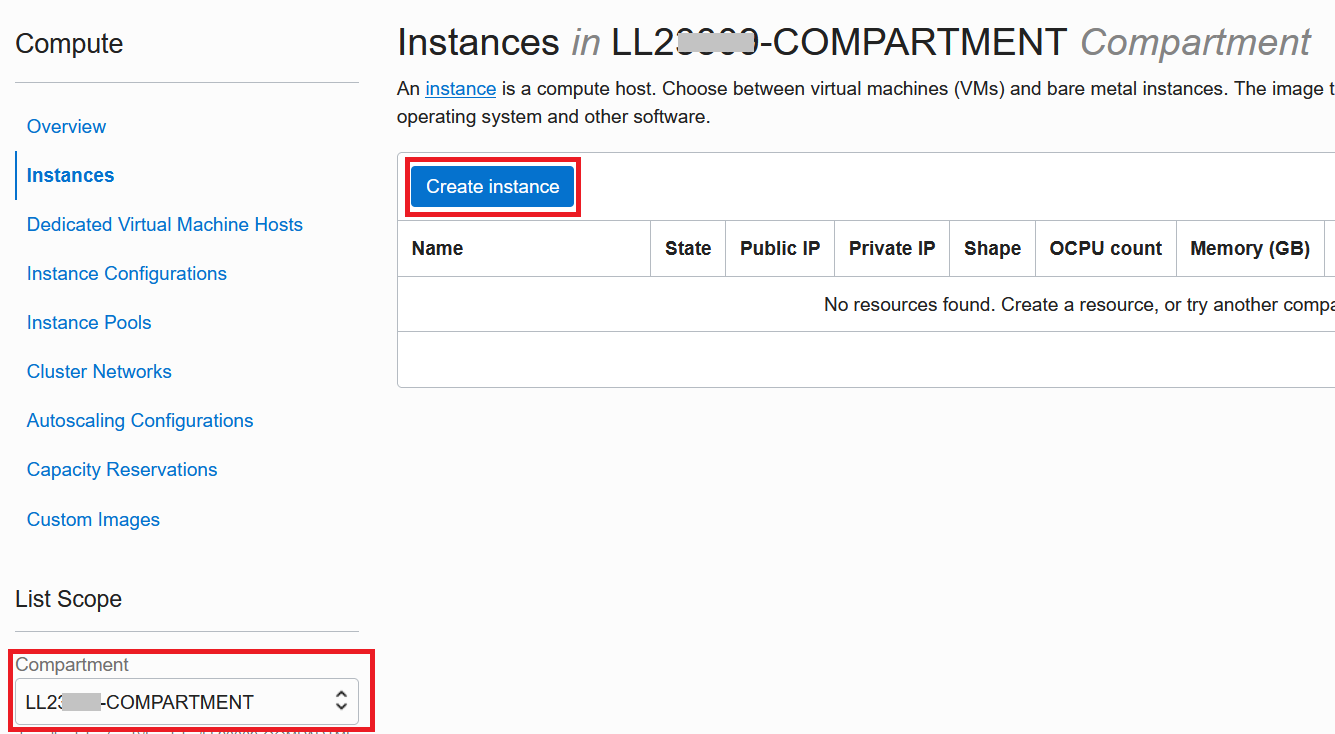 Compute
Overview
Instances
Dedicated Virtual Machine Hosts
Instance Configurations
Instance Pools
Cluster Networks
Autoscaling Configurations
Capacity Reservations
Custom Images
List Scope
Compartment
LL23 -COMPARTMENT
Instances in LL2 9-COMPARTMENT Compartment
An instance is a compute host. Choose between virtual machines (VMs) and bare metal instances. The image t
operating system and other software.
Create instance
Name State Public IP Private IP Shape OCPU count Memory (GB)
No resources found. Create a resource, or try another compa